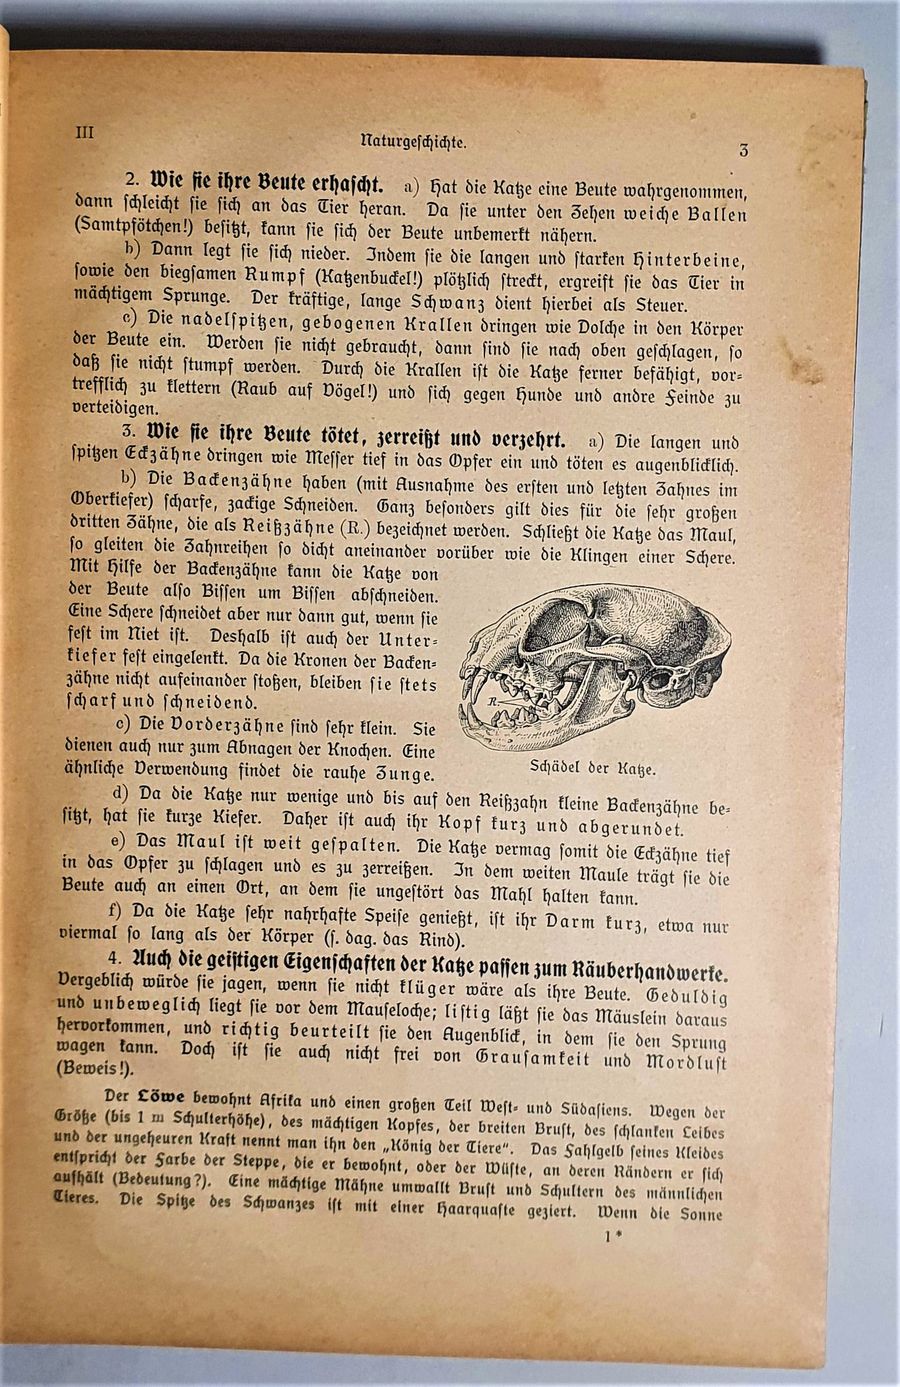 III
Naturgeschichte.
3
2. Wie sie ihre Beute erhascht. a) Hat die Katze eine Beute wahrgenommen,
dann schleicht sie sich an das Tier heran. Da sie unter den Zehen weiche Ballen
(Samtpfötchen!) besitzt, kann sie sich der Beute unbemerkt nähern.
b) Dann legt sie sich nieder. Indem sie die langen und starken Hinterbeine,
sowie den biegsamen Rumpf (Katzenbuckel!) plötzlich streckt, ergreift sie das Tier in
mächtigem Sprunge. Der kräftige, lange Schwanz dient hierbei als Steuer.
c) Die nadelspitzen, gebogenen Krallen dringen wie Dolche in den Körper
der Beute ein. Werden sie nicht gebraucht, dann sind sie nach oben geschlagen, so
daß sie nicht stumpf werden. Durch die Krallen ist die Katze ferner befähigt, vor-
trefflich zu klettern (Raub auf Vögel!) und sich gegen Hunde und andre Feinde zu
verteidigen.
3. Wie sie ihre Beute tötet, zerreißt und verzehrt. a) Die langen und
spitzen Eckzähne dringen wie Messer tief in das Opfer ein und töten es augenblicklich.
b) Die Backenzähne haben (mit Ausnahme des ersten und letzten Zahnes im
Oberkiefer) scharfe, zackige Schneiden. Ganz besonders gilt dies für die sehr großen
dritten Zähne, die als Reißzähne (R.) bezeichnet werden. Schließt die Katze das Maul,
so gleiten die Zahnreihen so dicht aneinander vorüber wie die Klingen einer Schere.
Mit Hilfe der Backenzähne kann die Katze von
der Beute also Bissen um Bissen abschneiden.
Eine Schere schneidet aber nur dann gut, wenn sie
fest im Niet ist. Deshalb ist auch der Unter-
kiefer fest eingelenkt. Da die Kronen der Backen-
zähne nicht aufeinander stoßen, bleiben sie stets
scharf und schneidend.
c) Die Vorderzähne sind sehr klein. Sie
dienen auch nur zum Abnagen der Knochen. Eine
ähnliche Verwendung findet die rauhe Zunge.
R.
Schädel der Katze.
d) Da die Katze nur wenige und bis auf den Reißzahn kleine Backenzähne be-
sitzt, hat sie kurze Kiefer. Daher ist auch ihr Kopf kurz und abgerundet.
e) Das Maul ist weit gespalten. Die Katze vermag somit die Eckzähne tief
in das Opfer zu schlagen und es zu zerreißen. In dem weiten Maule trägt sie die
Beute auch an einen Ort, an dem sie ungestört das Mahl halten kann.
f) Da die Katze sehr nahrhafte Speise genießt, ist ihr Darm kurz, etwa nur
viermal so lang als der Körper (s. dag. das Rind).
4. Auch die geistigen Eigenschaften der Katze passen zum Räuberhandwerke.
Vergeblich würde sie jagen, wenn sie nicht klüger wäre als ihre Beute. Geduldig
und unbeweglich liegt sie vor dem Mauseloche; listig läßt sie das Mäuslein daraus
hervorkommen, und richtig beurteilt sie den Augenblick, in dem sie den Sprung
wagen kann. Doch ist sie auch nicht frei von Grausamkeit und Mordlust
(Beweis!).
Der Löwe bewohnt Afrika und einen großen Teil West- und Südasiens. Wegen der
Größe (bis 1 m Schulterhöhe), des mächtigen Kopfes, der breiten Brust, des schlanken Leibes
und der ungeheuren Kraft nennt man ihn den „König der Tiere“. Das Fahlgelb seines Kleides
entspricht der Farbe der Steppe, die er bewohnt, oder der Wüste, an deren Rändern er sich
aufhält (Bedeutung?). Eine mächtige Mähne umwallt Brust und Schultern des männlichen
Tieres. Die Spitze des Schwanzes ist mit einer Haarquaste geziert. Wenn die Sonne
1*